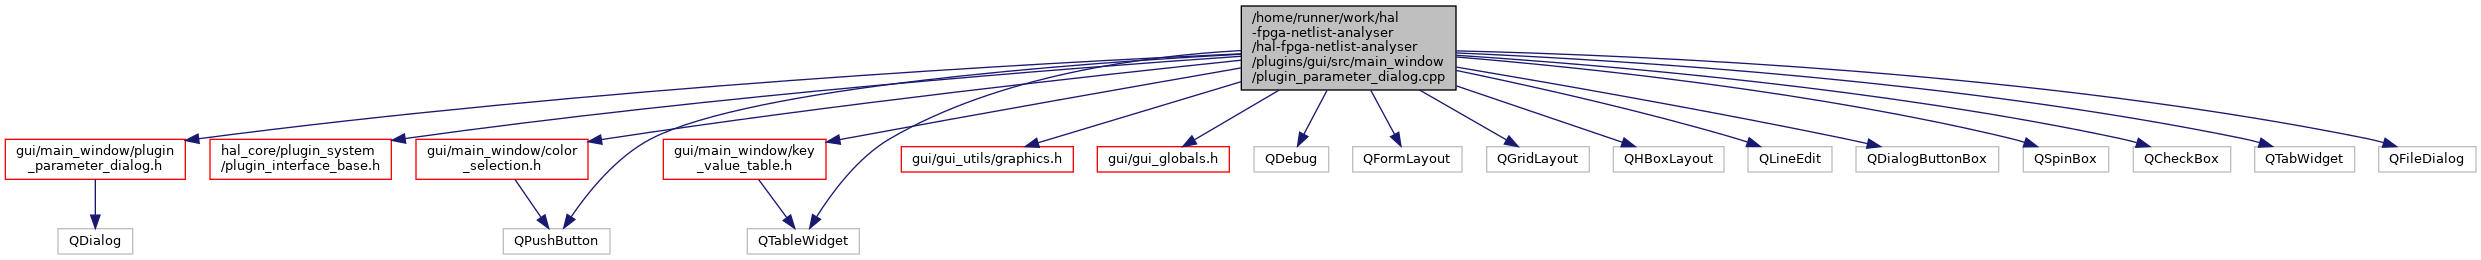 /home/runner/work/hal
-fpga-netlist-analyser
/hal-fpga-netlist-analyser
/plugins/gui/src/main_window
/plugin_parameter_dialog.cpp
gui/main_window/plugin
_parameter_dialog.h
hal_core/plugin_system
/plugin_interface_base.h
gui/main_window/color
_selection.h
gui/main_window/key
_value_table.h
gui/gui_utils/graphics.h
gui/gui_globals.h
QDebug
QFormLayout
QGridLayout
QHBoxLayout
QLineEdit
QDialogButtonBox
QSpinBox
QCheckBox
QTabWidget
QFileDialog
QDialog
QPushButton
QTableWidget